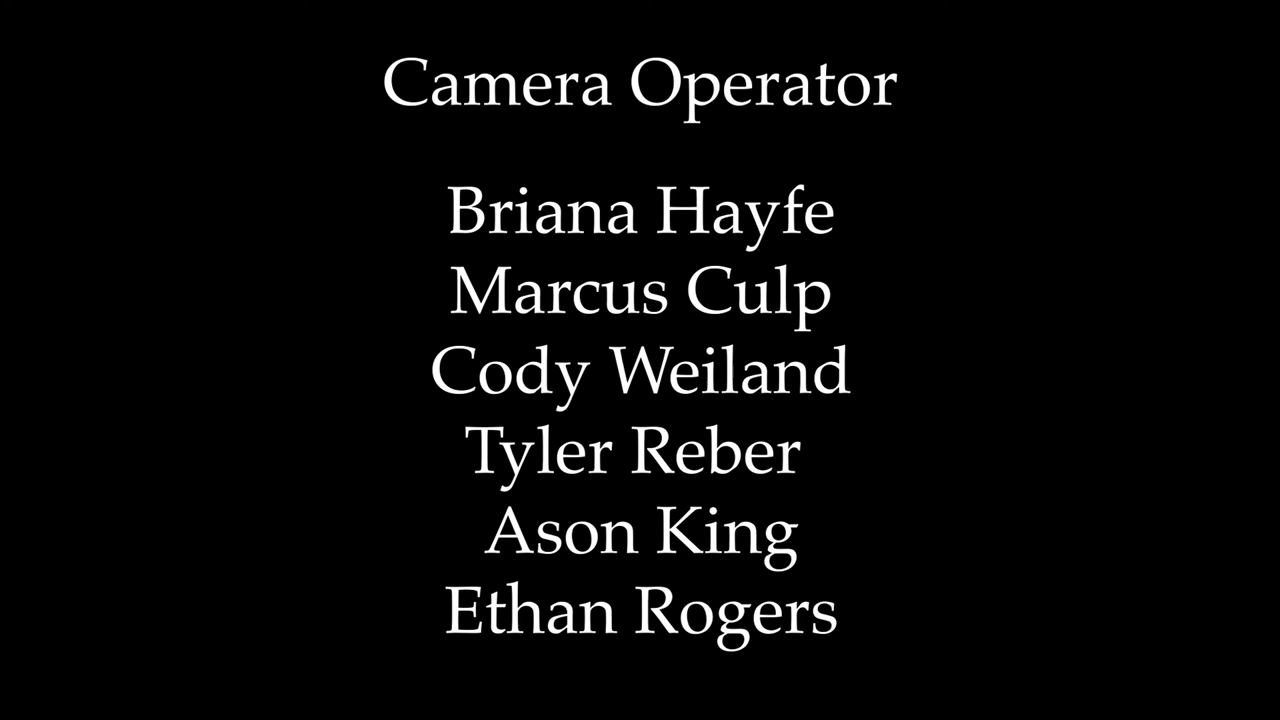 Camera Operator
Briana Hayfe
Marcus Culp
Cody Weiland
Tyler Reber
Ason King
Ethan Rogers